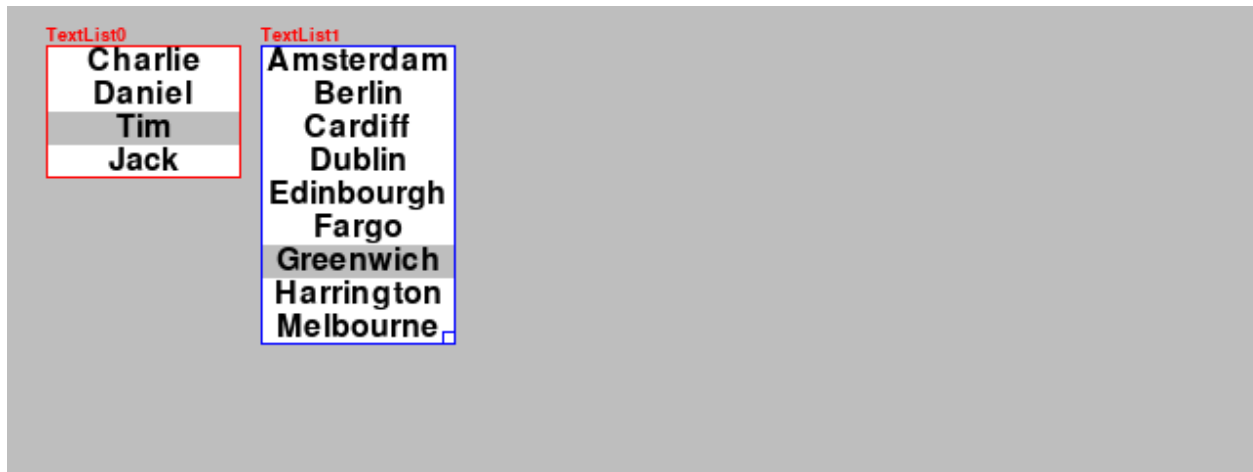 TextList0
Charlie
Daniel
Tim
Jack
TextList1
Amsterdam
Berlin
Cardiff
Dublin
Edinbourgh
Fargo
Greenwich
Harrington
Melbourne